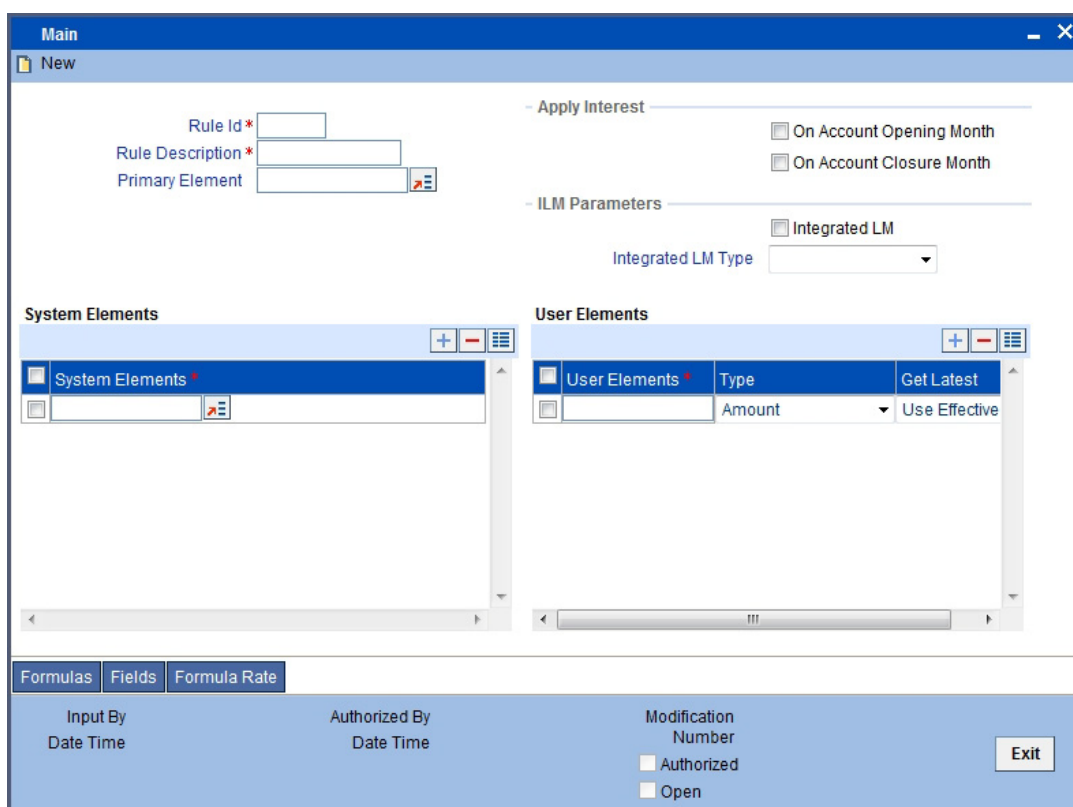 Main
New
Rule Id *
Rule Description *
Primary Element
Apply Interest
On Account Opening Month
On Account Closure Month
ILM Parameters
Integrated LM
Integrated LM Type
System Elements
System Elements *
User Elements
User Elements * Type Get Latest
Amount Use Effective
Formulas Fields Formula Rate
Input By
Date Time
Authorized By
Date Time
Modification
Number
Authorized
Open
Exit